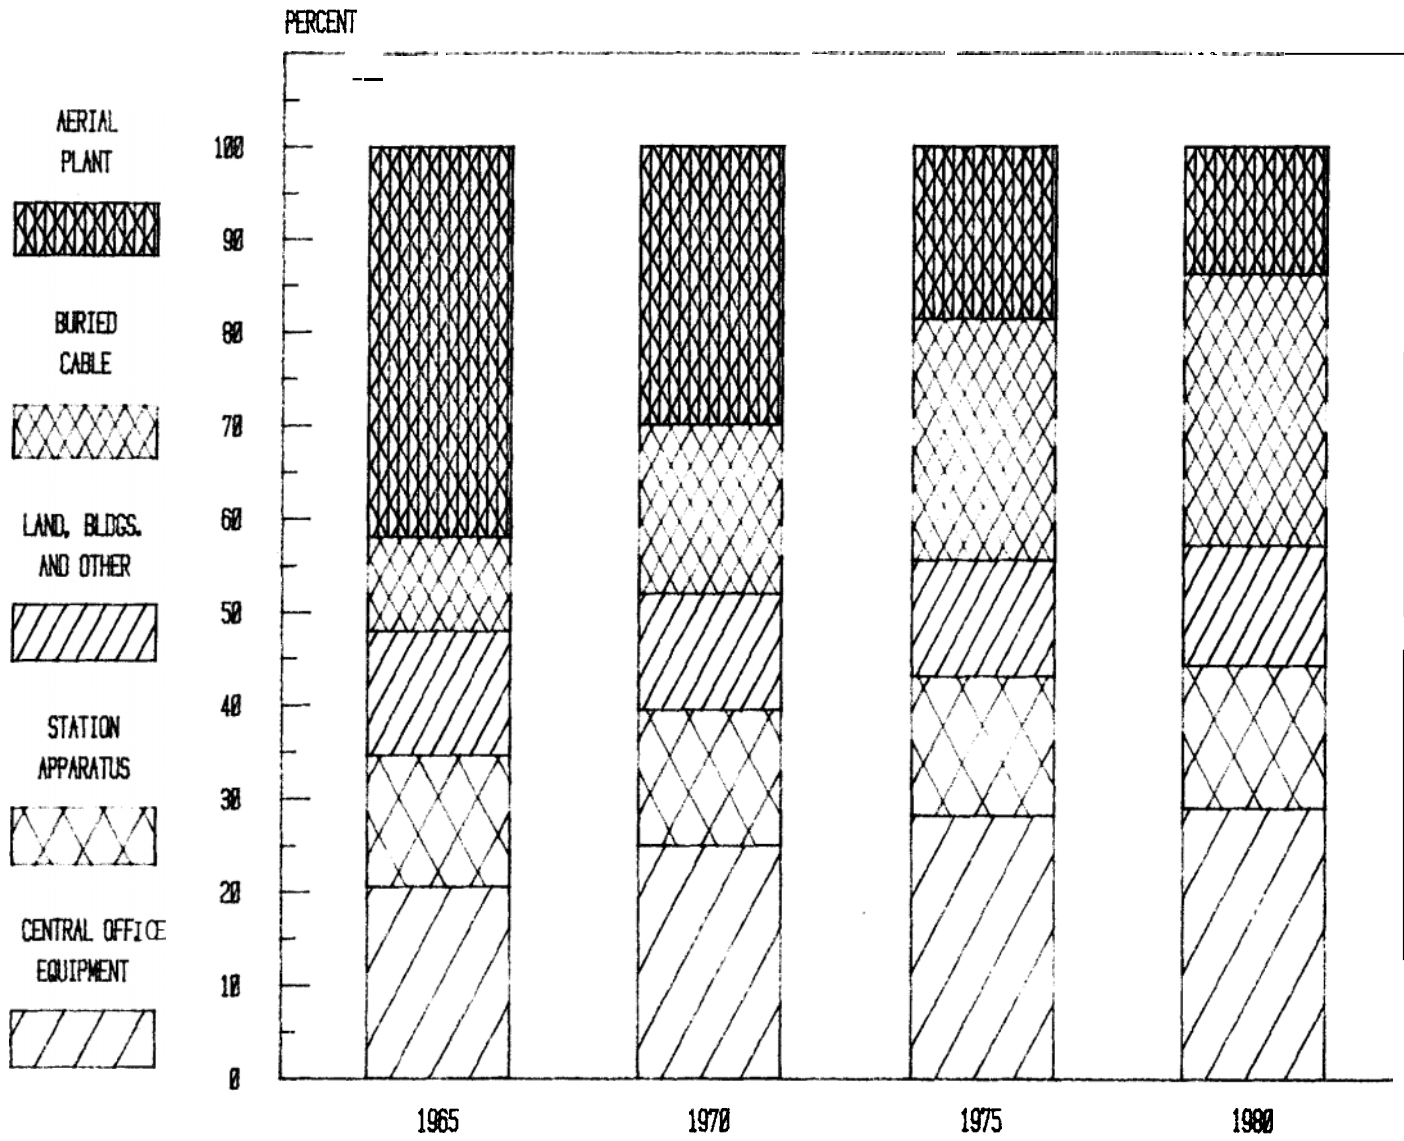 PERCENT
AERIAL
PLANT
BURIED
CABLE
LAND, BLDGS.
AND OTHER
STATION
APPARATUS
CENTRAL OFFICE
EQUIPMENT
100
90
80
70
60
50
40
30
20
10
0
1965
1970
1975
1980